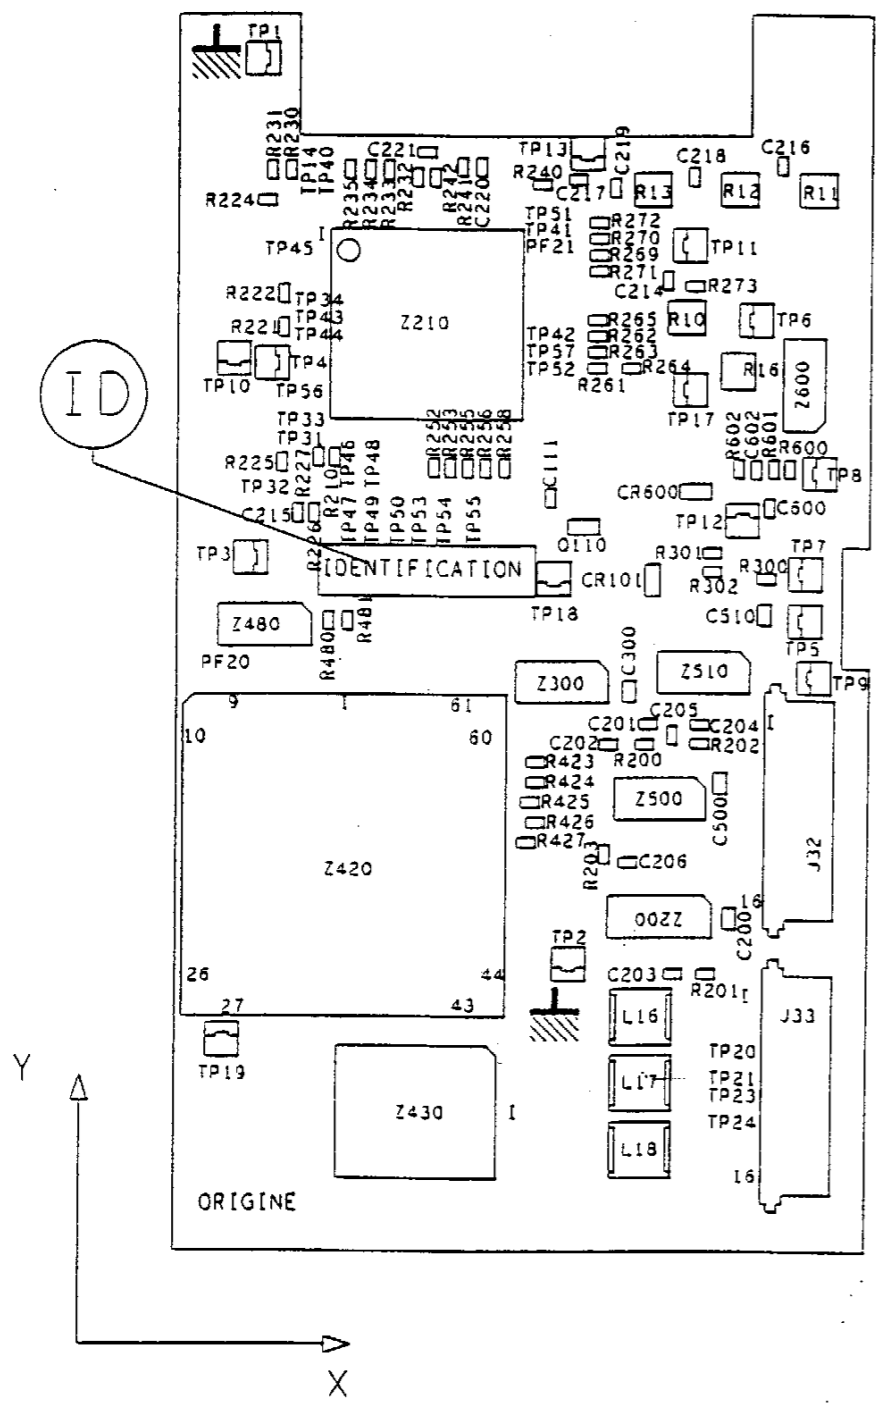 TP1
R231
R230
TP14
TP40
C221
R232
R242
R241
C220
R235
R234
R233
R224
TP13
C219
R240
C217
R13
C218
R12
C216
R11
TP45
I
TP51
R272
TP41
R270
PF21
R269
R271
TP11
C214
R273
R222
TP34
TP43
R221
TP44
Z210
R265
R10
TP6
TP42
R262
TP57
R263
TP52
R264
R261
TP10
TP4
TP56
TP17
R16
Z600
ID
TP33
TP31
R225
R227
TP32
R210
TP46
TP48
R252
R253
R255
R256
R258
C111
R602
C602
R601
R600
TP8
CR600
C600
TP12
C215
R226
TP47
TP49
TP50
TP53
TP54
TP55
Q110
TP3
IDENTIFICATION
TP18
CR101
R301
R302
R300
TP7
Z480
R480
R481
PF20
C510
TP5
Z300
C300
Z510
TP9
9
I
61
10
60
C201
C205
C204
I
C202
R200
R202
R423
R424
R425
R426
R427
Z500
C500
R203
C206
J32
Z420
Z200
C200
16
TP2
26
44
27
43
C203
R201
I
TP19
L16
J33
L17
TP20
TP21
TP23
TP24
Z430
I
L18
16
ORIGINE
Y
X